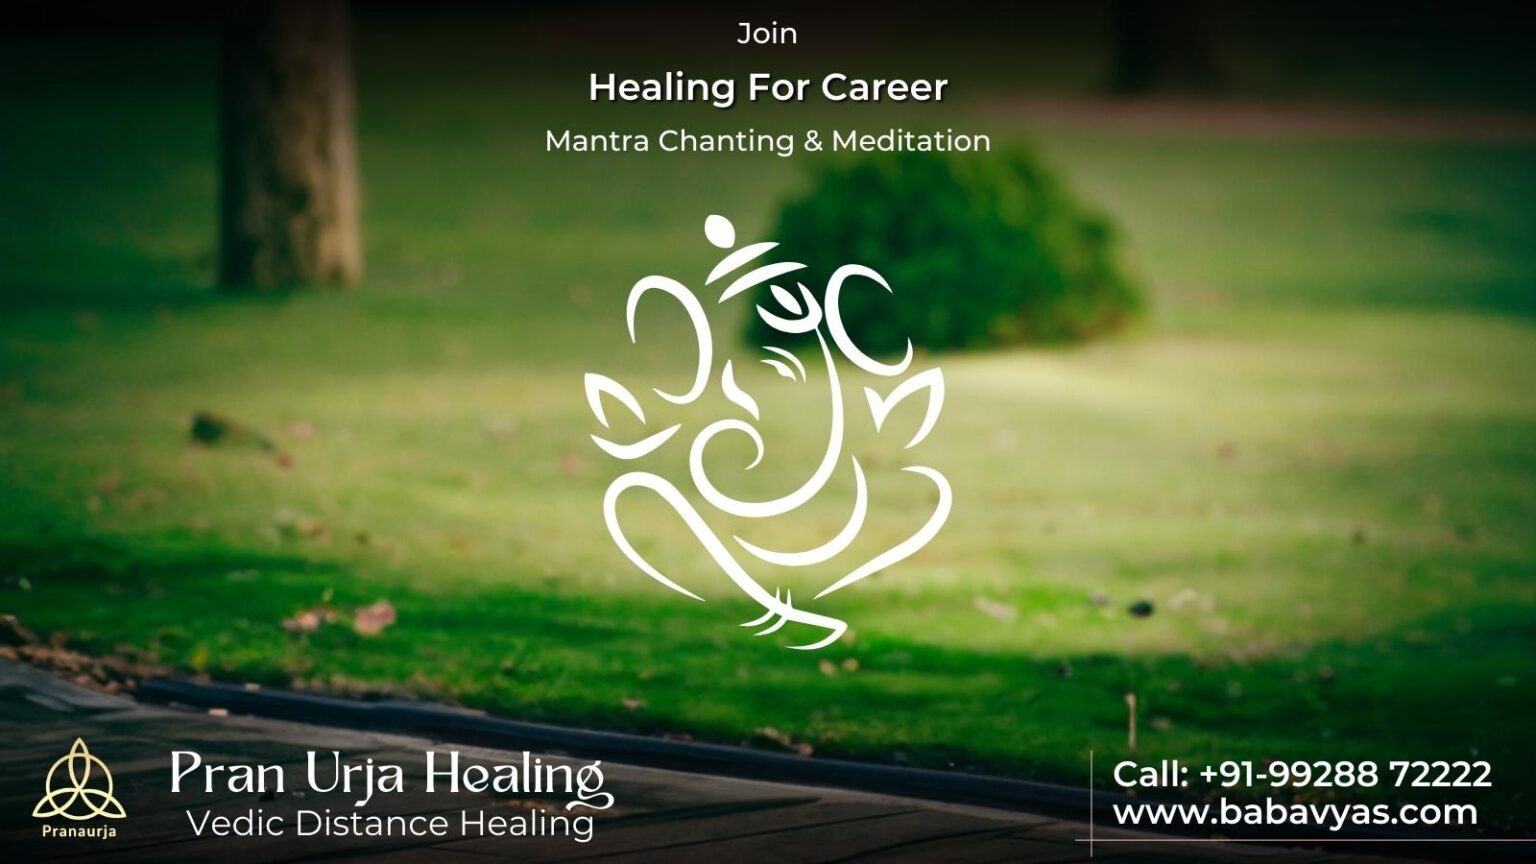 Join
Healing For Career
Mantra Chanting & Meditation
Pranaurja
Pran Urja Healing
Vedic Distance Healing
Call: +91-99288 72222
www.babavyas.com